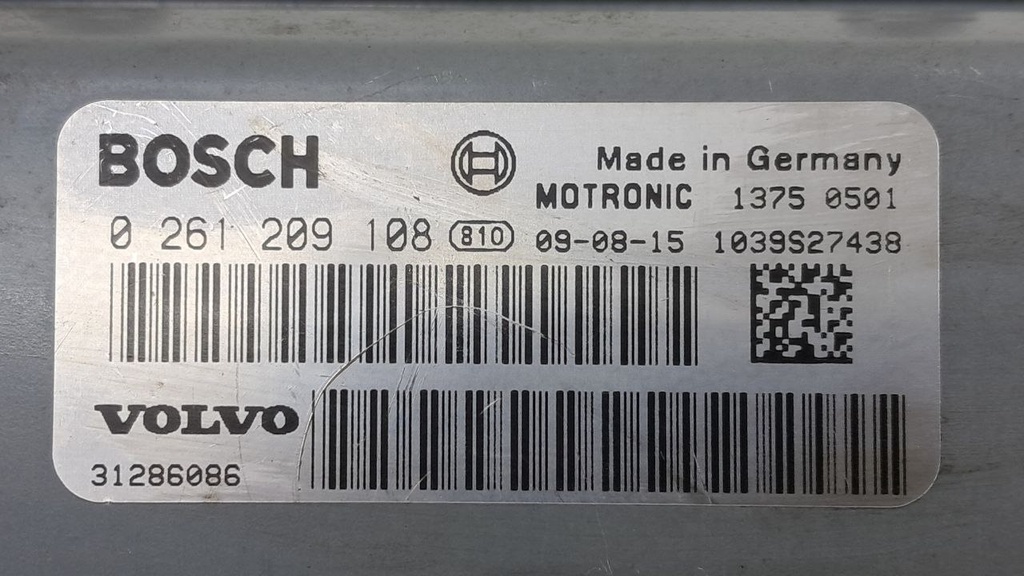 BOSCH
Made in Germany
MOTRONIC 1375 0501
0 261 209 108 810 09-08-15 1039S27438
VOLVO
31286086